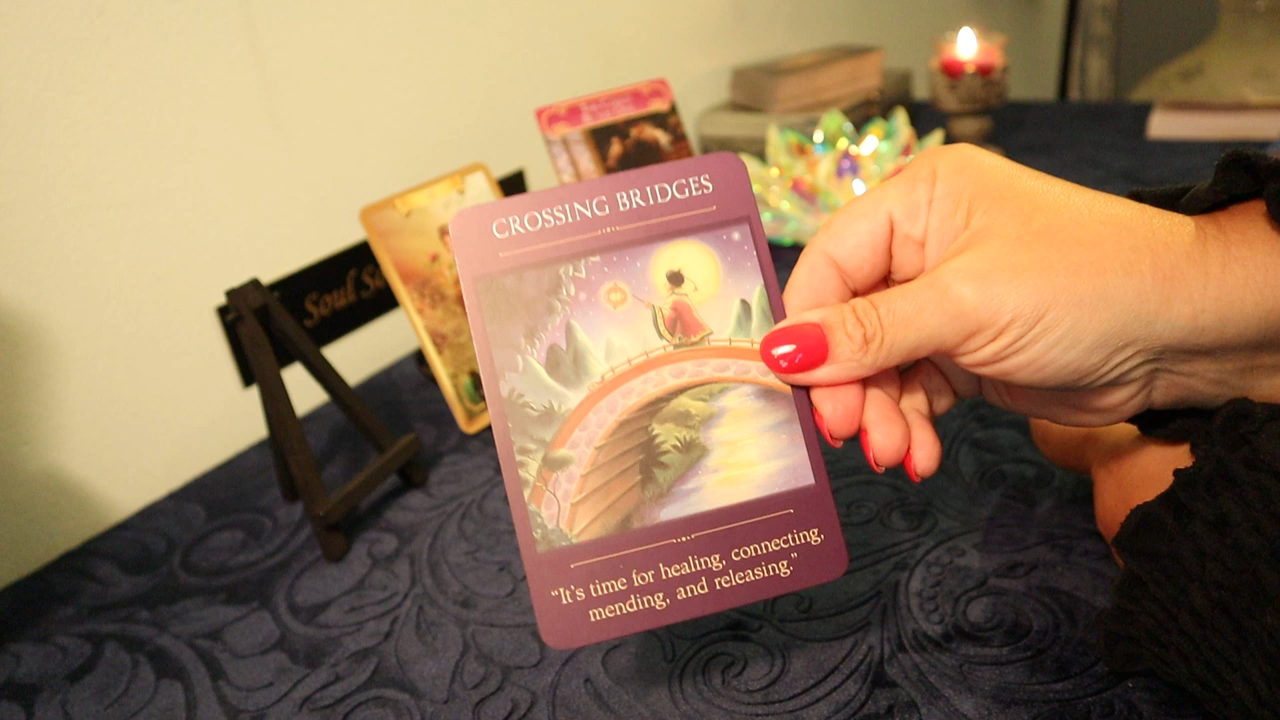 CROSSING BRIDGES
Soul
"It's time for healing, connecting,
mending, and releasing."